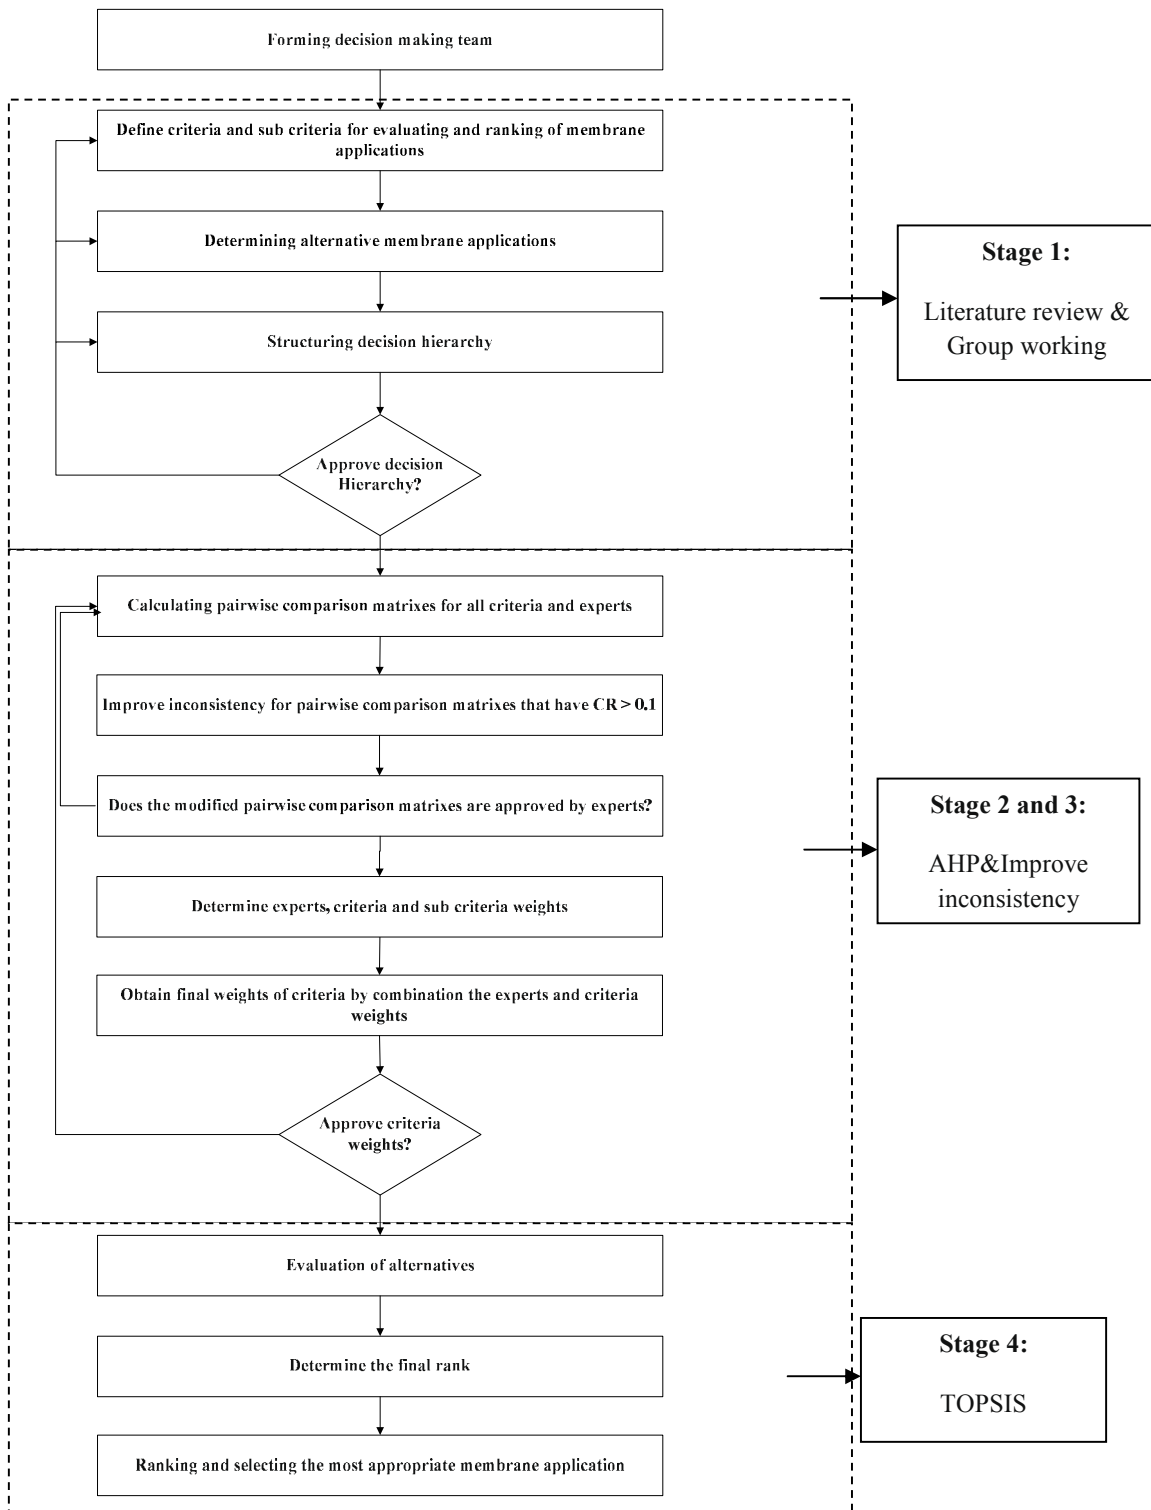 Forming decision making team
Define criteria and sub criteria for evaluating and ranking of membrane
applications
Determining alternative membrane applications
Structuring decision hierarchy
Approve decision
Hierarchy?
Stage 1:
Literature review &
Group working
Calculating pairwise comparison matrixes for all criteria and experts
Improve inconsistency for pairwise comparison matrixes that have CR > 0.1
Does the modified pairwise comparison matrixes are approved by experts?
Determine experts, criteria and sub criteria weights
Obtain final weights of criteria by combination the experts and criteria
weights
Approve criteria
weights?
Stage 2 and 3:
AHP&Improve
inconsistency
Evaluation of alternatives
Determine the final rank
Ranking and selecting the most appropriate membrane application
Stage 4:
TOPSIS